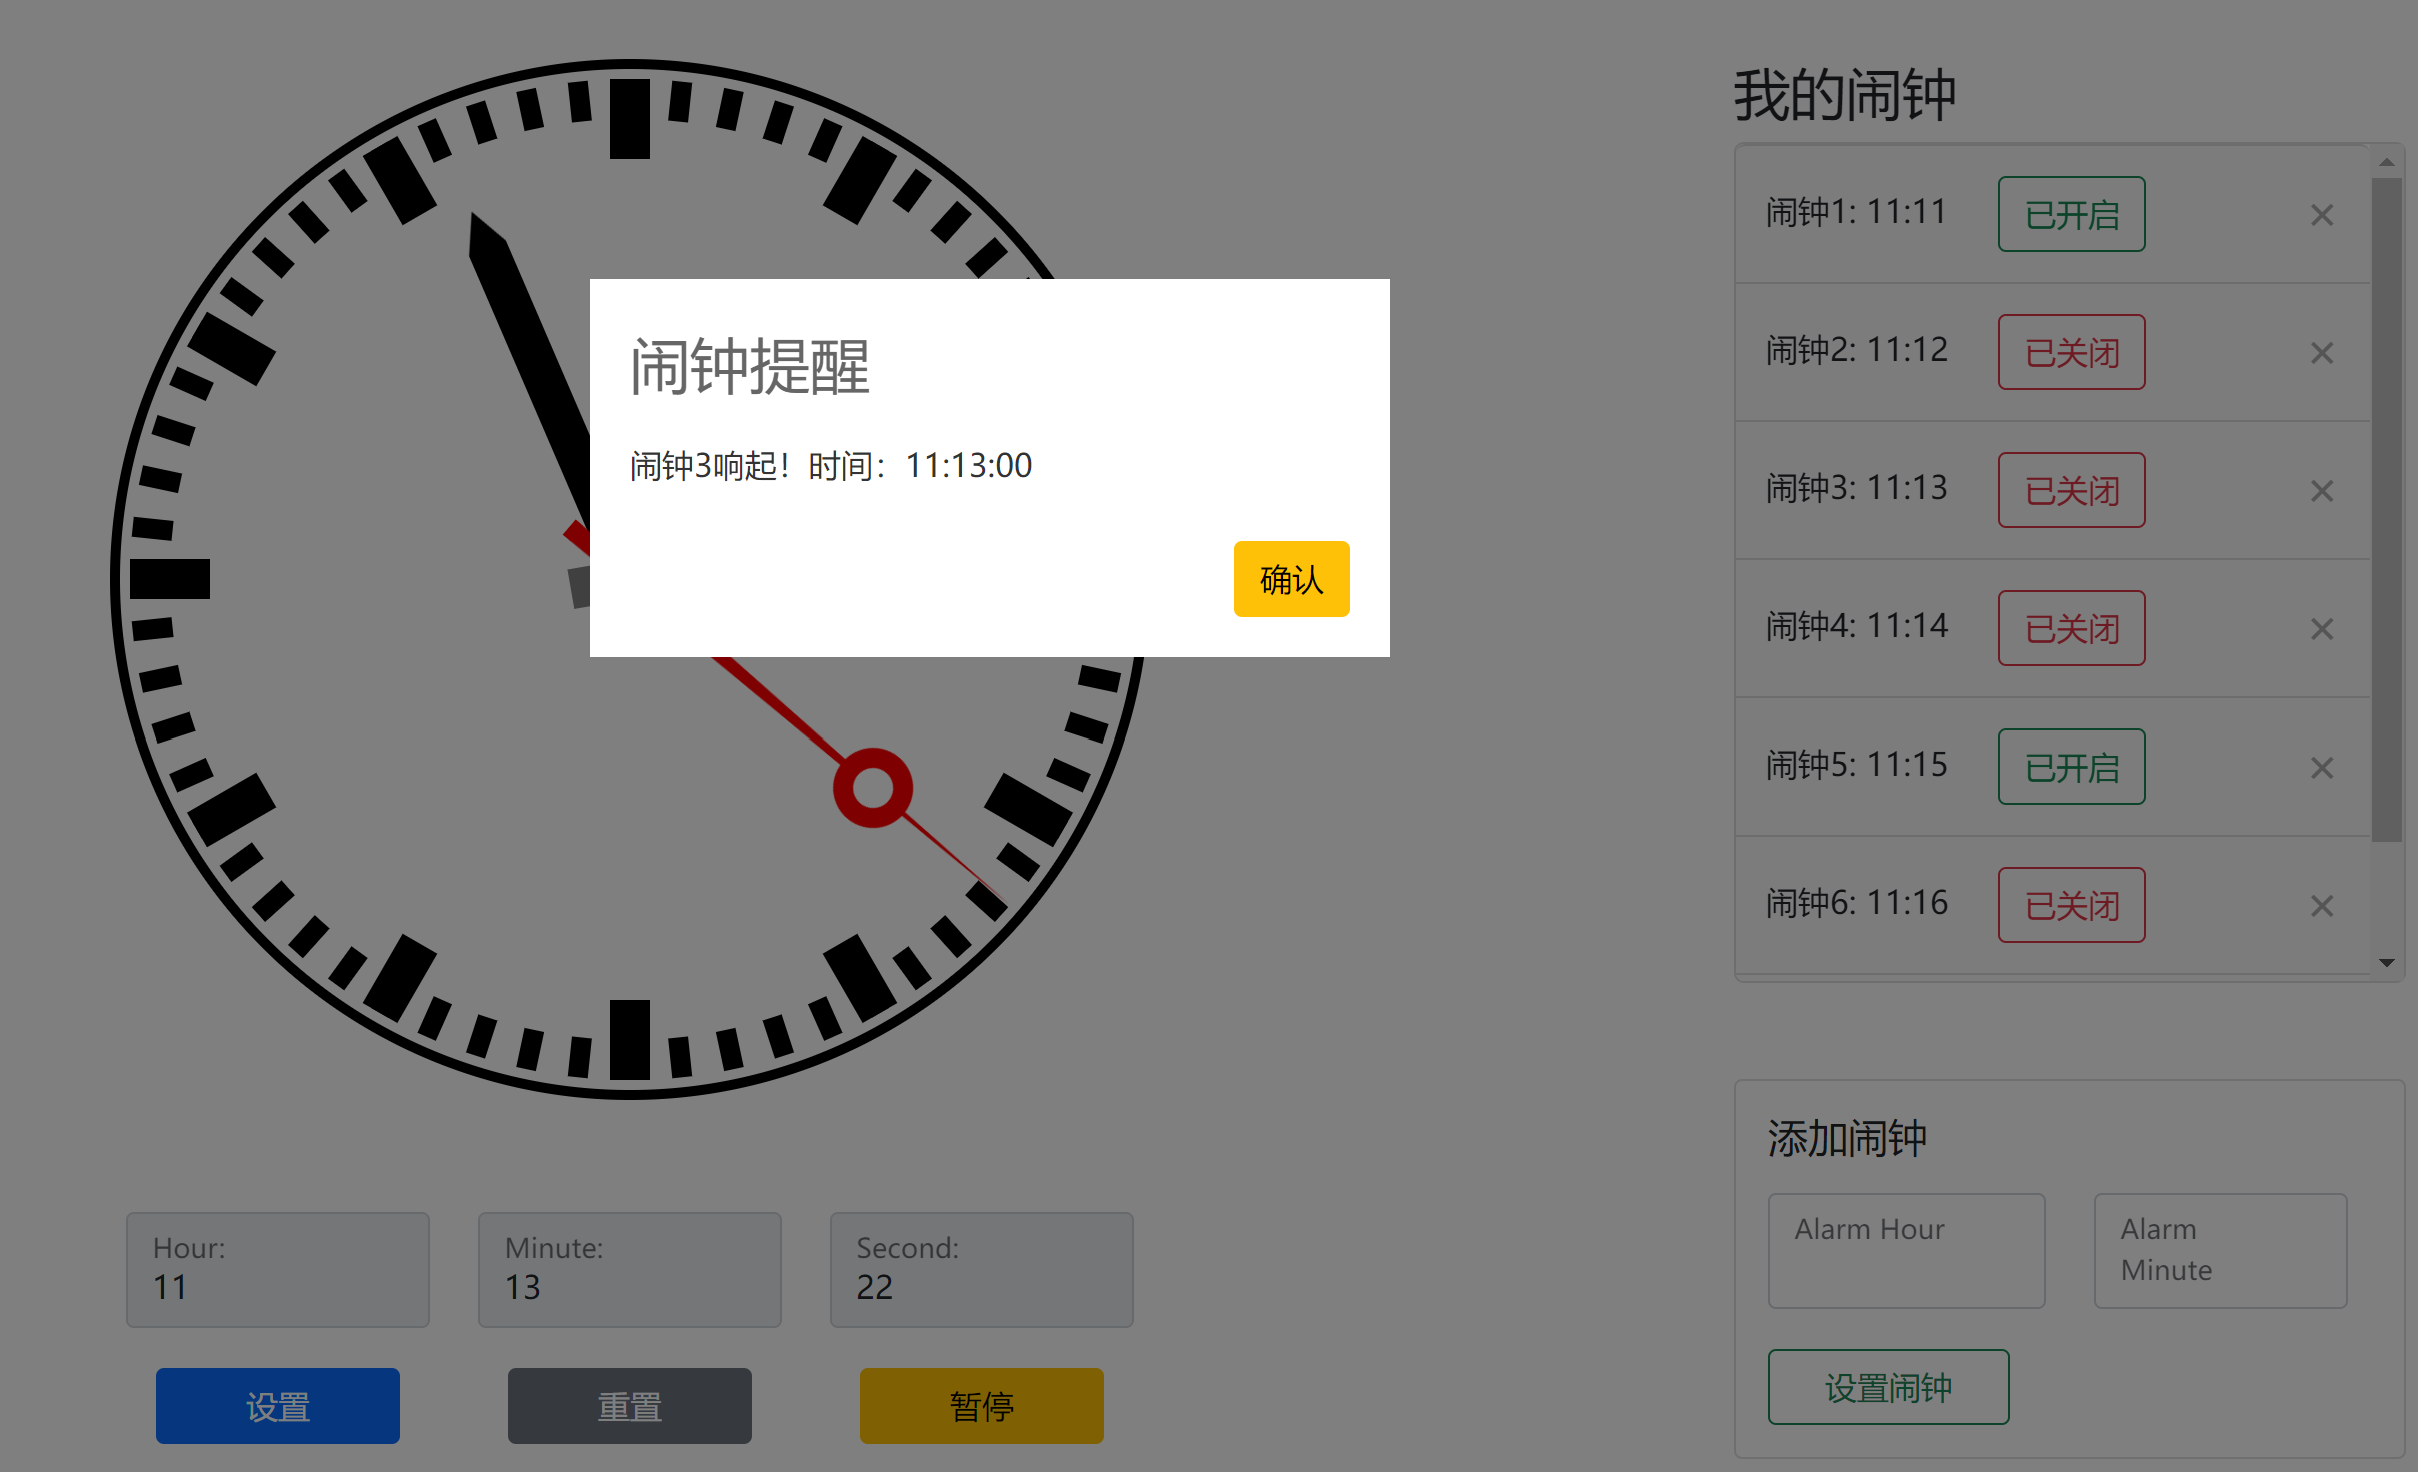 我的闹钟
闹钟1: 11:11 已开启 ×
闹钟2: 11:12 已关闭 ×
闹钟3: 11:13 已关闭 ×
闹钟4: 11:14 已关闭 ×
闹钟5: 11:15 已开启 ×
闹钟6: 11:16 已关闭 ×
闹钟提醒
闹钟3响起！时间：11:13:00
确认
添加闹钟
Alarm Hour
Alarm
Minute
设置闹钟
Hour:
11
Minute:
13
Second:
22
设置
重置
暂停